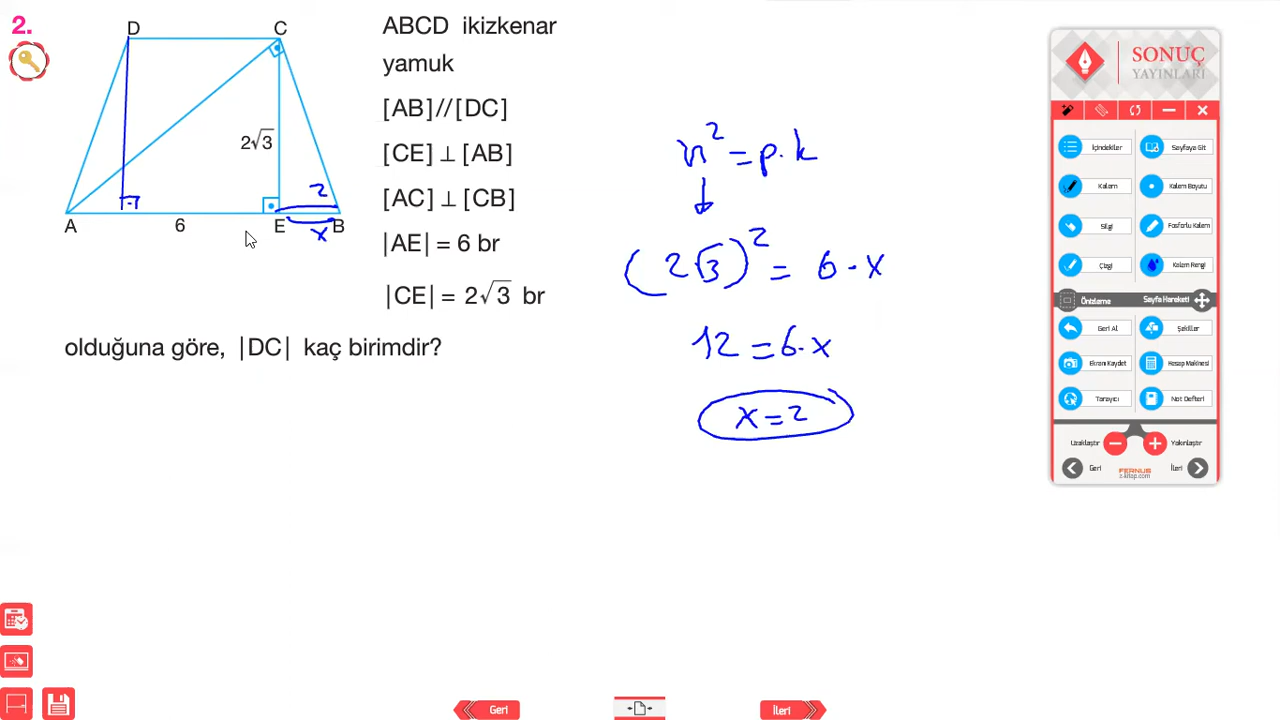 2.
D
C
ABCD ikizkenar
yamuk
[AB]//[DC]
2√3
[CE] ⊥ [AB]
[AC] ⊥ [CB]
2
A
6
E
x
B
|AE| = 6 br
|CE| = 2√3 br
olduğuna göre, |DC| kaç birimdir?
h² = p·k
(2√3)² = 6·x
12 = 6·x
x = 2
SONUÇ
YAYINLARI
İçindekiler
Sayfaya Git
Kalem
Kalem Boyutu
Silgi
Fosforlu Kalem
Çizgi
Kalem Rengi
Önizleme
Sayfa Hareketi
Geri Al
Şekiller
Ekranı Kaydet
Hesap Makinesi
Tarayıcı
Not Defteri
Uzaklaştır
Yakınlaştır
Geri
FERNUS
z-kitap.com
İleri
Geri
İleri